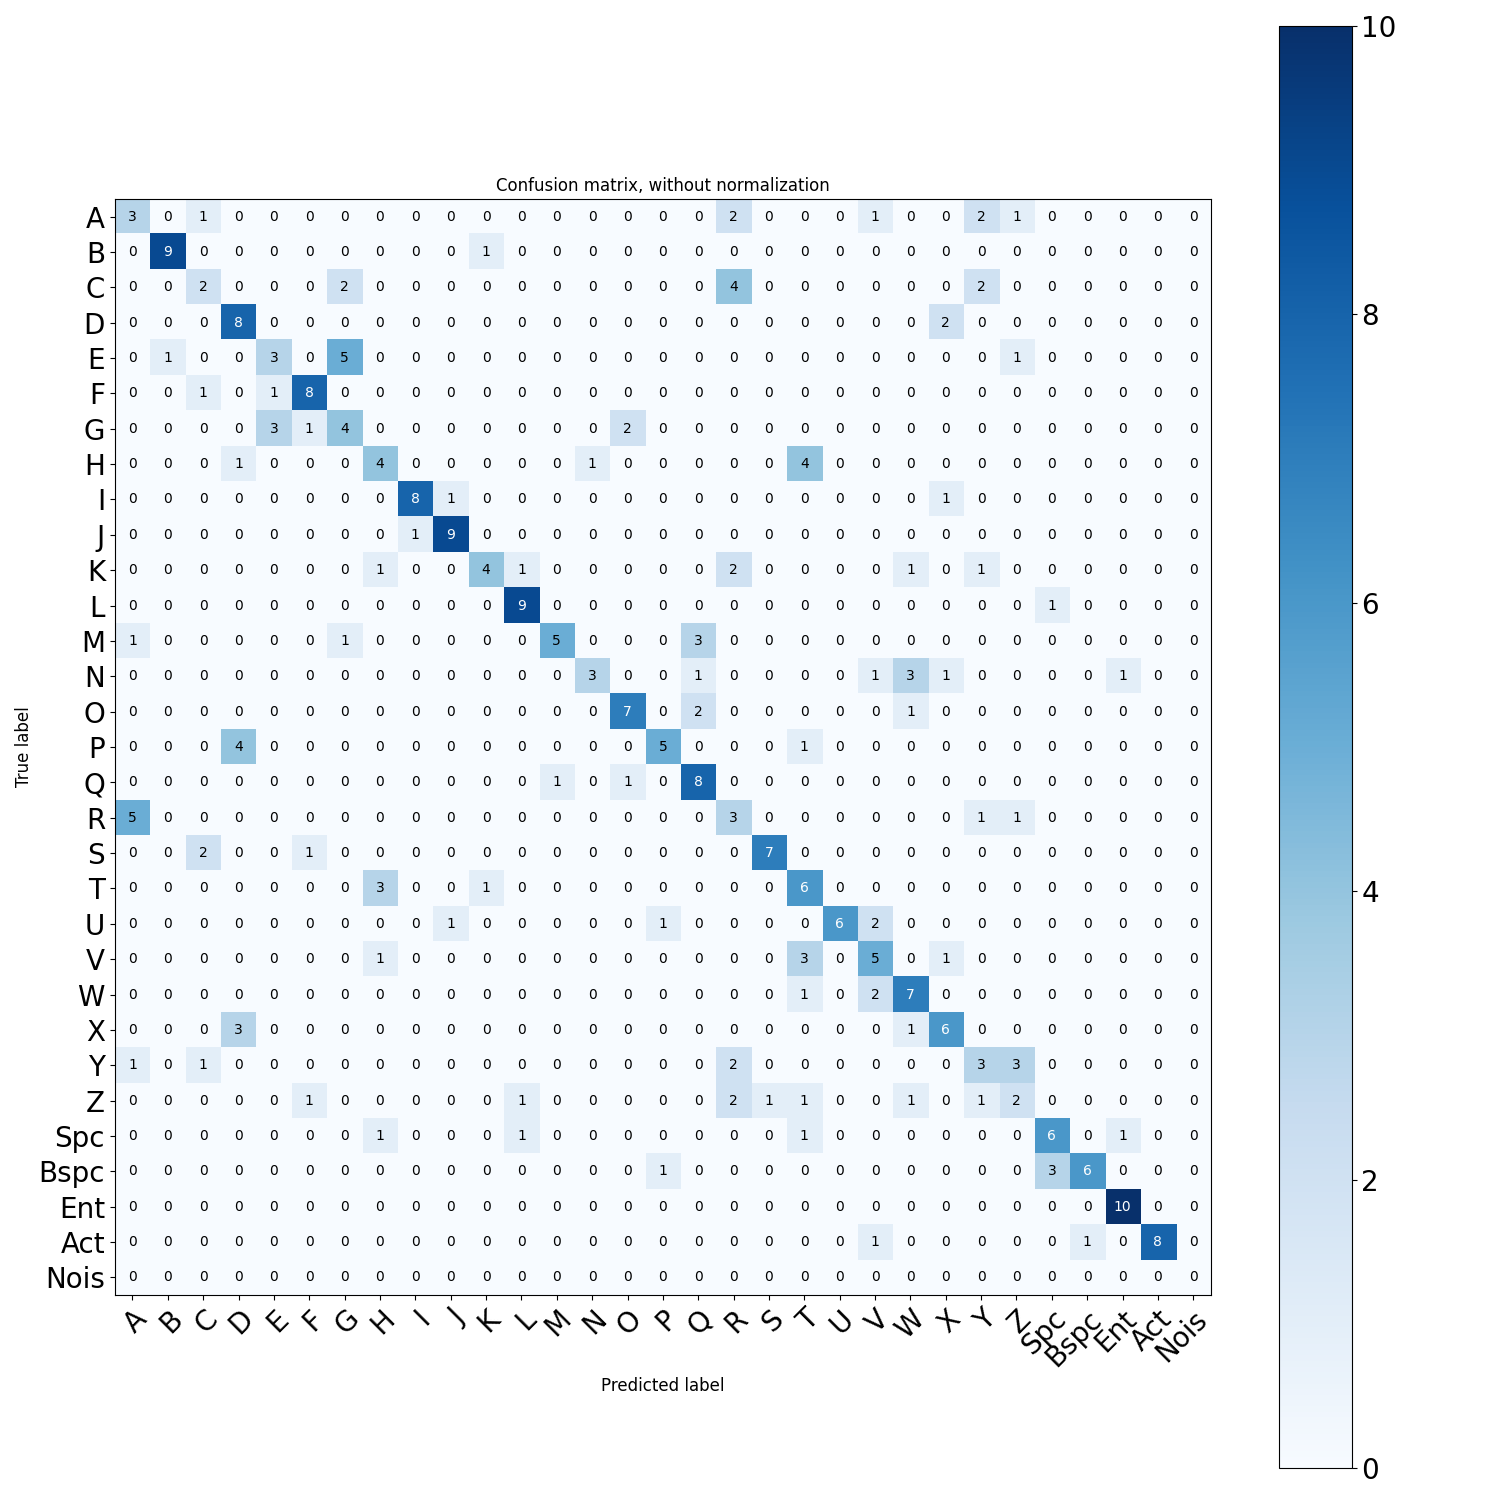 Confusion matrix, without normalization
A 3 0 1 0 0 0 0 0 0 0 0 0 0 0 0 0 0 2 0 0 0 1 0 0 2 1 0 0 0 0 0
B 0 9 0 0 0 0 0 0 0 0 1 0 0 0 0 0 0 0 0 0 0 0 0 0 0 0 0 0 0 0 0
C 0 0 2 0 0 0 2 0 0 0 0 0 0 0 0 0 0 4 0 0 0 0 0 0 2 0 0 0 0 0 0
D 0 0 0 8 0 0 0 0 0 0 0 0 0 0 0 0 0 0 0 0 0 0 0 2 0 0 0 0 0 0 0
E 0 1 0 0 3 0 5 0 0 0 0 0 0 0 0 0 0 0 0 0 0 0 0 0 0 1 0 0 0 0 0
F 0 0 1 0 1 8 0 0 0 0 0 0 0 0 0 0 0 0 0 0 0 0 0 0 0 0 0 0 0 0 0
G 0 0 0 0 3 1 4 0 0 0 0 0 0 0 2 0 0 0 0 0 0 0 0 0 0 0 0 0 0 0 0
H 0 0 0 1 0 0 0 4 0 0 0 0 0 1 0 0 0 0 0 4 0 0 0 0 0 0 0 0 0 0 0
I 0 0 0 0 0 0 0 0 8 1 0 0 0 0 0 0 0 0 0 0 0 0 0 1 0 0 0 0 0 0 0
J 0 0 0 0 0 0 0 0 1 9 0 0 0 0 0 0 0 0 0 0 0 0 0 0 0 0 0 0 0 0 0
K 0 0 0 0 0 0 0 1 0 0 4 1 0 0 0 0 0 2 0 0 0 0 1 0 1 0 0 0 0 0 0
L 0 0 0 0 0 0 0 0 0 0 0 9 0 0 0 0 0 0 0 0 0 0 0 0 0 0 1 0 0 0 0
M 1 0 0 0 0 0 1 0 0 0 0 0 5 0 0 0 3 0 0 0 0 0 0 0 0 0 0 0 0 0 0
N 0 0 0 0 0 0 0 0 0 0 0 0 0 3 0 0 1 0 0 0 0 1 3 1 0 0 0 0 1 0 0
O 0 0 0 0 0 0 0 0 0 0 0 0 0 0 7 0 2 0 0 0 0 0 1 0 0 0 0 0 0 0 0
P 0 0 0 4 0 0 0 0 0 0 0 0 0 0 0 5 0 0 0 1 0 0 0 0 0 0 0 0 0 0 0
Q 0 0 0 0 0 0 0 0 0 0 0 0 1 0 1 0 8 0 0 0 0 0 0 0 0 0 0 0 0 0 0
R 5 0 0 0 0 0 0 0 0 0 0 0 0 0 0 0 0 3 0 0 0 0 0 0 1 1 0 0 0 0 0
S 0 0 2 0 0 1 0 0 0 0 0 0 0 0 0 0 0 0 7 0 0 0 0 0 0 0 0 0 0 0 0
T 0 0 0 0 0 0 0 3 0 0 1 0 0 0 0 0 0 0 0 6 0 0 0 0 0 0 0 0 0 0 0
U 0 0 0 0 0 0 0 0 0 1 0 0 0 0 0 1 0 0 0 0 6 2 0 0 0 0 0 0 0 0 0
V 0 0 0 0 0 0 0 1 0 0 0 0 0 0 0 0 0 0 0 3 0 5 0 1 0 0 0 0 0 0 0
W 0 0 0 0 0 0 0 0 0 0 0 0 0 0 0 0 0 0 0 1 0 2 7 0 0 0 0 0 0 0 0
X 0 0 0 3 0 0 0 0 0 0 0 0 0 0 0 0 0 0 0 0 0 0 1 6 0 0 0 0 0 0 0
Y 1 0 1 0 0 0 0 0 0 0 0 0 0 0 0 0 0 2 0 0 0 0 0 0 3 3 0 0 0 0 0
Z 0 0 0 0 0 1 0 0 0 0 0 1 0 0 0 0 0 2 1 1 0 0 1 0 1 2 0 0 0 0 0
Spc 0 0 0 0 0 0 0 1 0 0 0 1 0 0 0 0 0 0 0 1 0 0 0 0 0 0 6 0 1 0 0
Bspc 0 0 0 0 0 0 0 0 0 0 0 0 0 0 0 1 0 0 0 0 0 0 0 0 0 0 3 6 0 0 0
Ent 0 0 0 0 0 0 0 0 0 0 0 0 0 0 0 0 0 0 0 0 0 0 0 0 0 0 0 0 10 0 0
Act 0 0 0 0 0 0 0 0 0 0 0 0 0 0 0 0 0 0 0 0 0 1 0 0 0 0 0 1 0 8 0
Nois 0 0 0 0 0 0 0 0 0 0 0 0 0 0 0 0 0 0 0 0 0 0 0 0 0 0 0 0 0 0 0
A B C D E F G H I J K L M N O P Q R S T U V W X Y Z Spc Bspc Ent Act Nois
Predicted label
True label
10
8
6
4
2
0